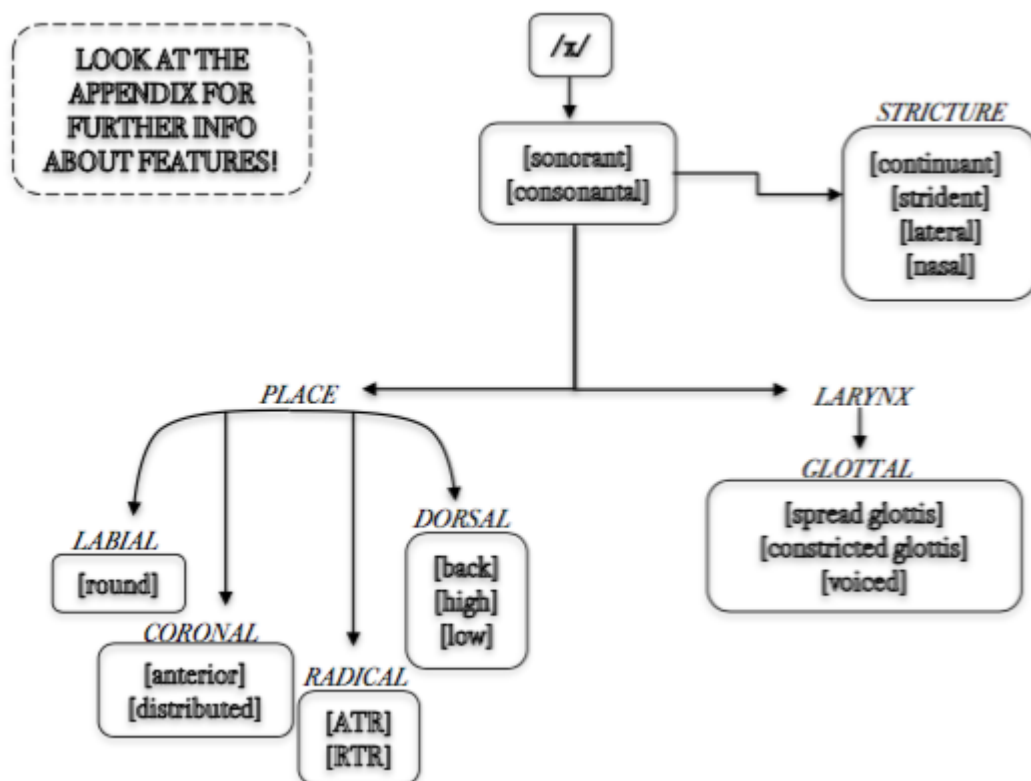 LOOK AT THE
APPENDIX FOR
FURTHER INFO
ABOUT FEATURES!
/π/
[sonorant]
[consonantal]
STRICTURE
[continuant]
[strident]
[lateral]
[nasal]
PLACE
LABIAL
[round]
CORONAL
[anterior]
[distributed]
RADICAL
[ATR]
[RTR]
DORSAL
[back]
[high]
[low]
LARYNX
GLOTTAL
[spread glottis]
[constricted glottis]
[voiced]